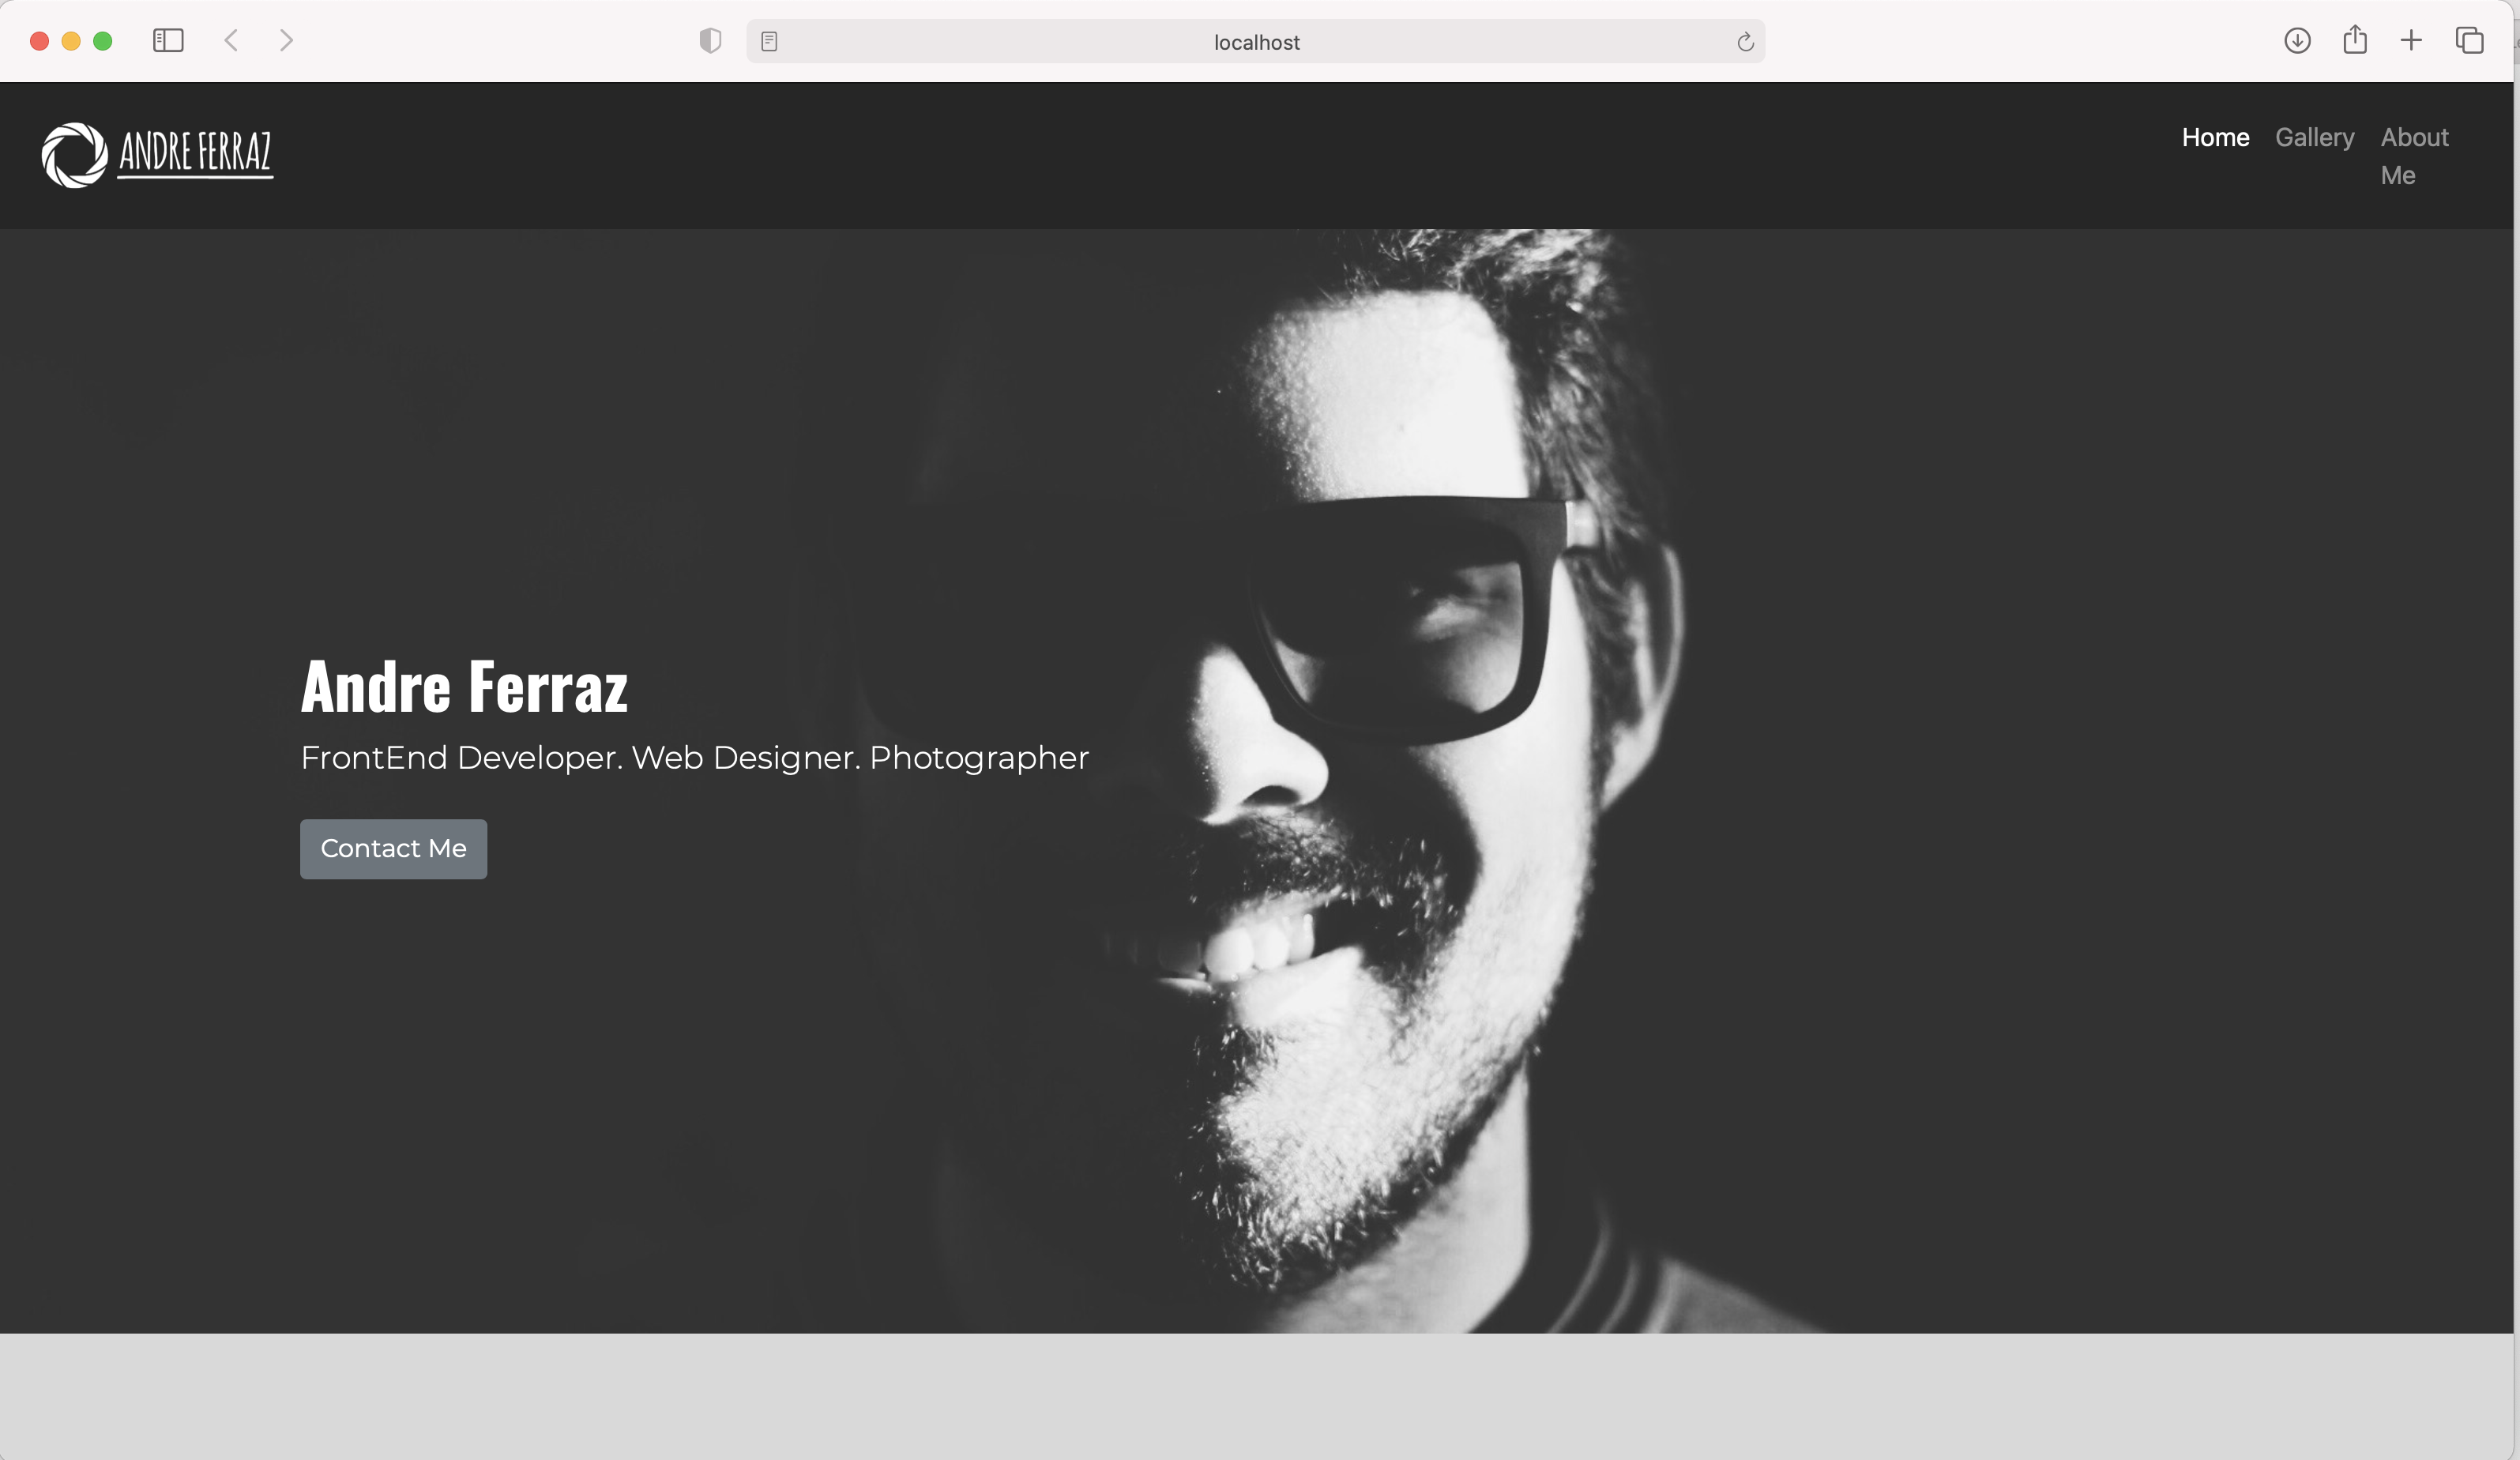 localhost
ANDRE FERRAZ
Home Gallery About
Me
Andre Ferraz
FrontEnd Developer. Web Designer. Photographer
Contact Me